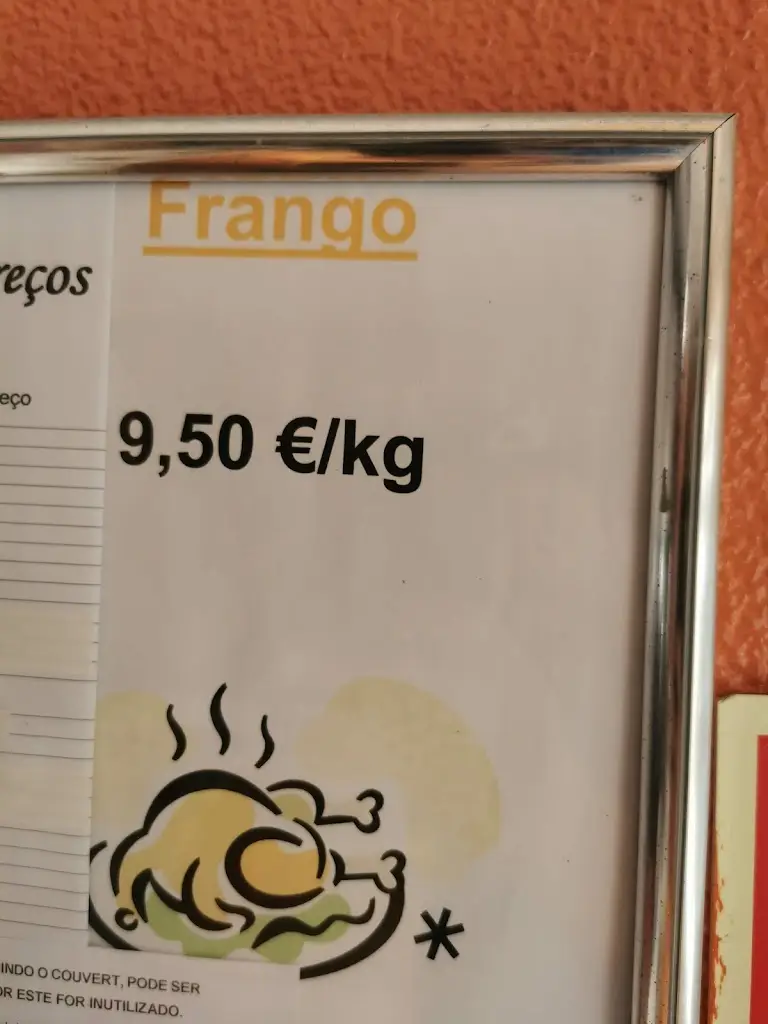 Frango
reços
eço
9,50 €/kg
*
INDO O COUVERT, PODE SER
OR ESTE FOR INUTILIZADO.